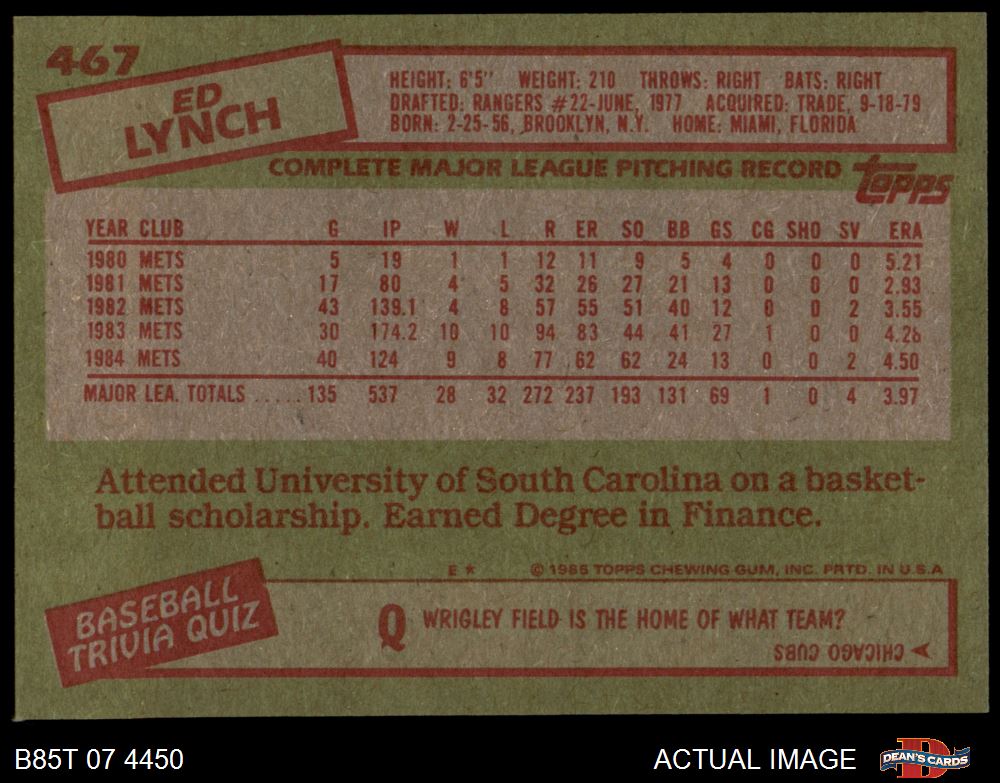 467
ED
LYNCH
HEIGHT: 6'5" WEIGHT: 210 THROWS: RIGHT BATS: RIGHT
DRAFTED: RANGERS #22-JUNE, 1977 ACQUIRED: TRADE, 9-18-79
BORN: 2-25-56, BROOKLYN, N.Y. HOME: MIAMI, FLORIDA
COMPLETE MAJOR LEAGUE PITCHING RECORD
topps
YEAR CLUB G IP W L R ER SO BB GS CG SHO SV ERA
1980 METS 5 19 1 1 12 11 9 5 4 0 0 0 5.21
1981 METS 17 80 4 5 32 26 27 21 13 0 0 0 2.93
1982 METS 43 139.1 4 8 57 55 51 40 12 0 0 2 3.55
1983 METS 30 174.2 10 10 94 83 44 41 27 1 0 0 4.28
1984 METS 40 124 9 8 77 62 62 24 13 0 0 2 4.50
MAJOR LEA. TOTALS ..... 135 537 28 32 272 237 193 131 69 1 0 4 3.97
Attended University of South Carolina on a basket-
ball scholarship. Earned Degree in Finance.
E * © 1985 TOPPS CHEWING GUM, INC. PRTD. IN U.S.A
BASEBALL
TRIVIA QUIZ
Q WRIGLEY FIELD IS THE HOME OF WHAT TEAM?
CHICAGO CUBS
B85T 07 4450
ACTUAL IMAGE
DEAN'S CARDS